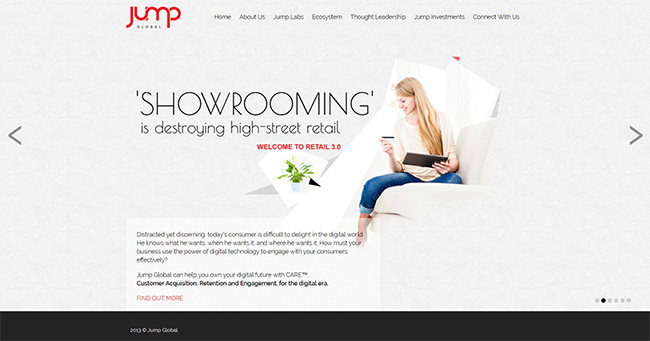 Jump
GLOBAL
Home About Us Jump Labs Ecosystem Thought Leadership Jump Investments Connect With Us
'SHOWROOMING'
is destroying high-street retail
WELCOME TO RETAIL 3.0
Distracted yet discerning, today's consumer is difficult to delight in the digital world.
He knows what he wants, when he wants it, and where he wants it. How must your
business use the power of digital technology to engage with your consumers
effectively?
Jump Global can help you own your digital future with CARE™:
Customer Acquisition, Retention and Engagement, for the digital era.
FIND OUT MORE
2013 © Jump Global